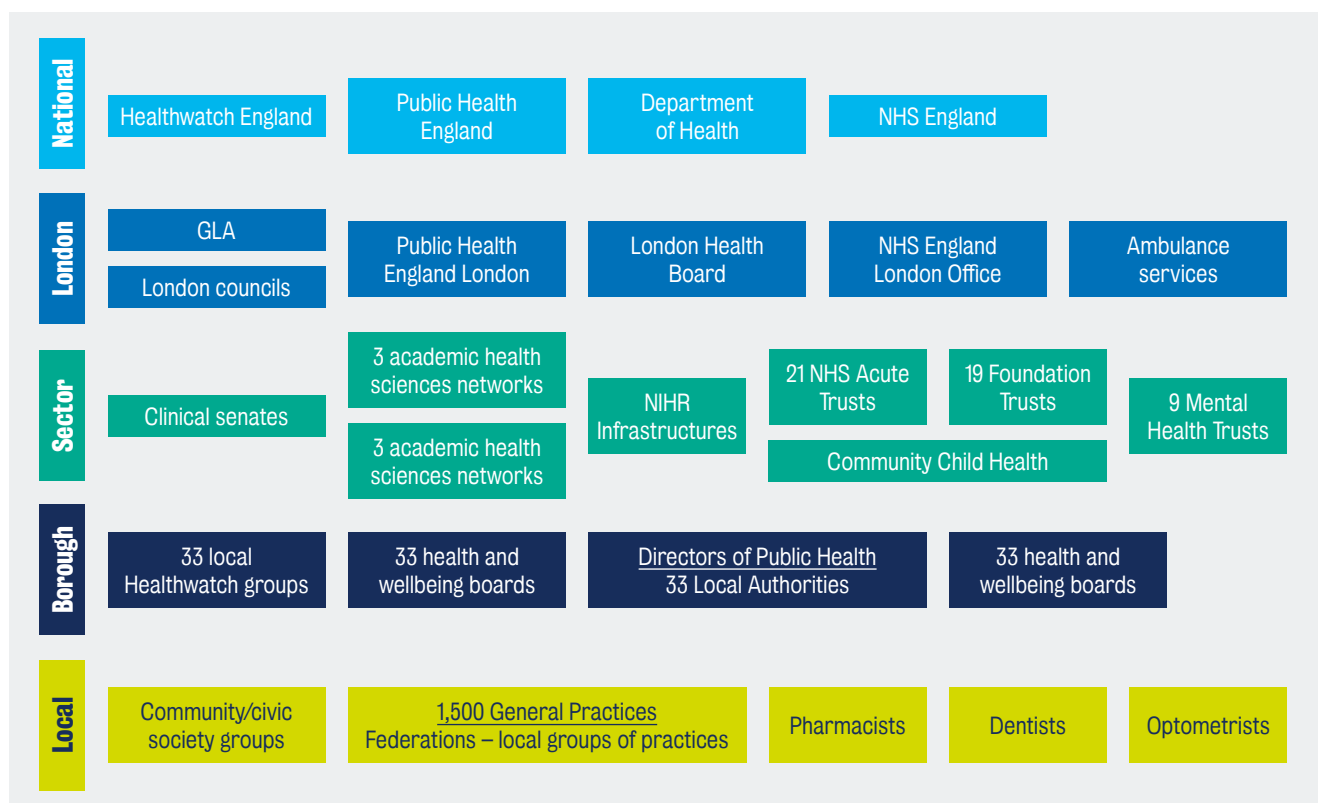 National
Healthwatch England
Public Health
England
Department
of Health
NHS England
London
GLA
London councils
Public Health
England London
London Health
Board
NHS England
London Office
Ambulance
services
Sector
Clinical senates
3 academic health
sciences networks
3 academic health
sciences networks
NIHR
Infrastructures
21 NHS Acute
Trusts
19 Foundation
Trusts
Community Child Health
9 Mental
Health Trusts
Borough
33 local
Healthwatch groups
33 health and
wellbeing boards
Directors of Public Health
33 Local Authorities
33 health and
wellbeing boards
Local
Community/civic
society groups
1,500 General Practices
Federations – local groups of practices
Pharmacists
Dentists
Optometrists